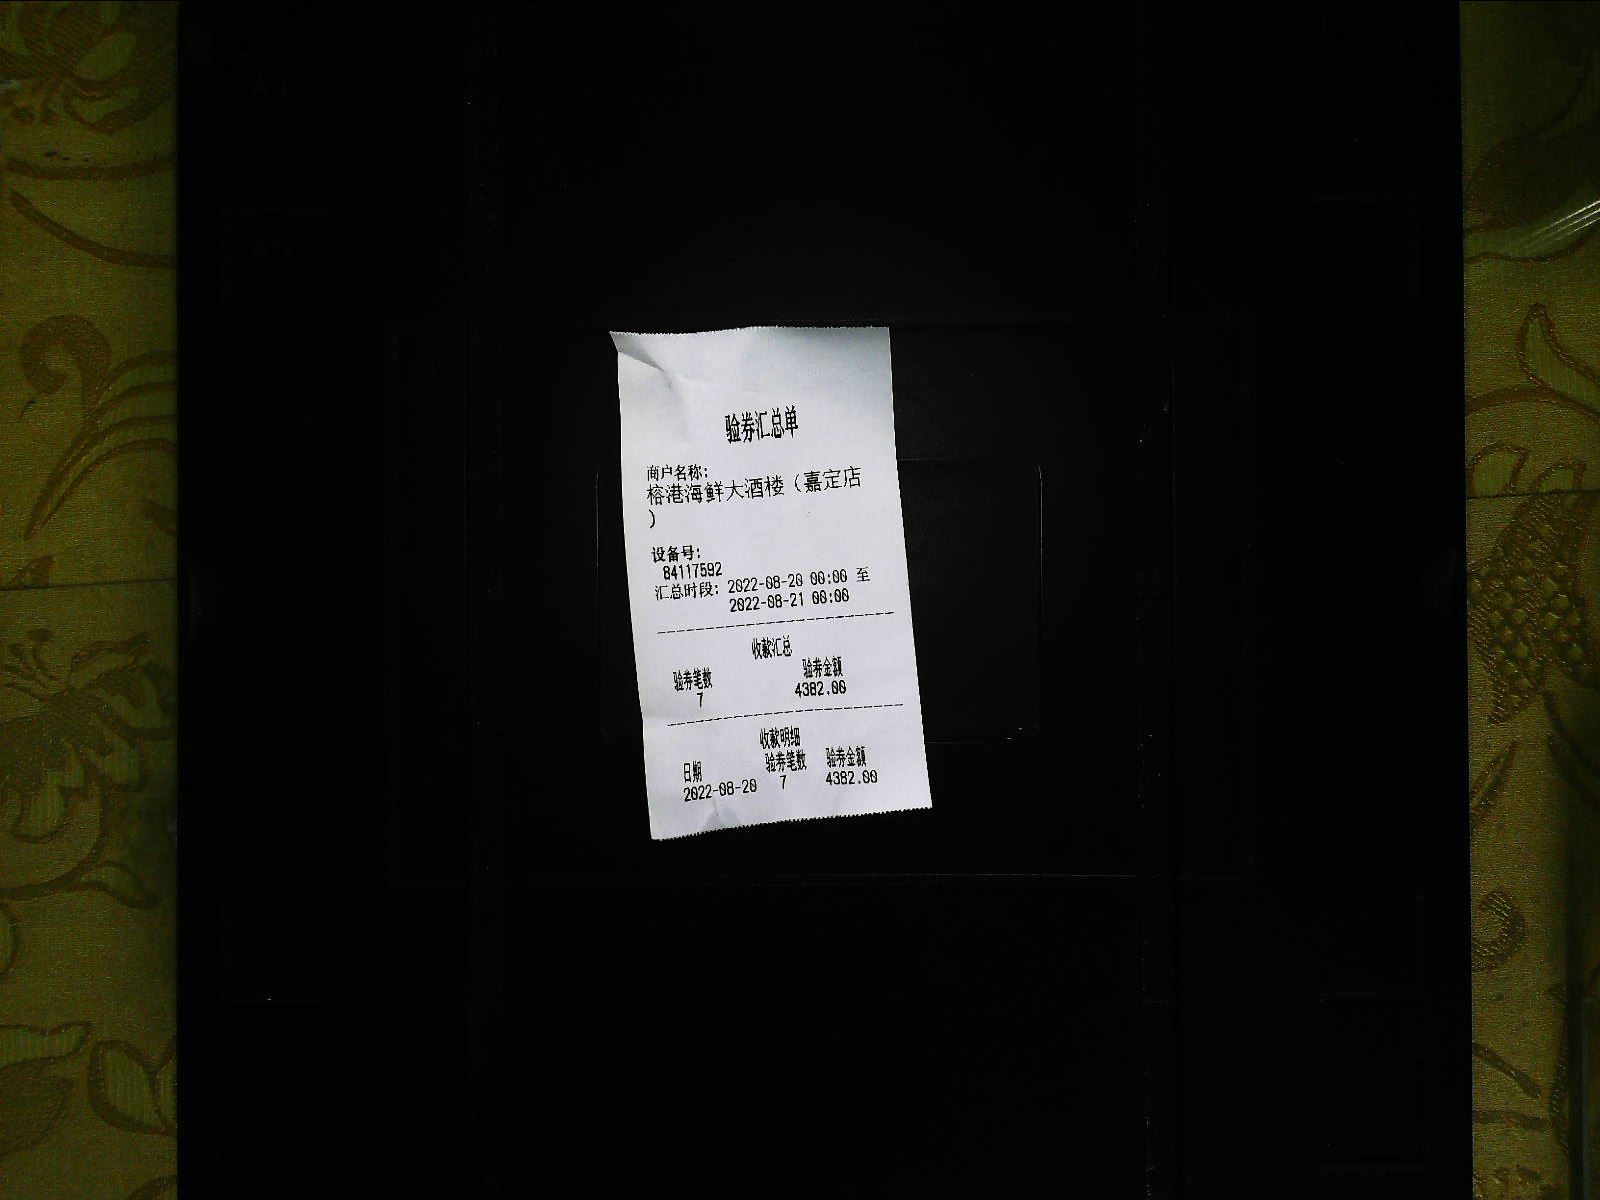 验券汇总单
商户名称:
榕港海鲜大酒楼（嘉定店
）
设备号:
84117592
汇总时段: 2022-08-20 00:00 至
2022-08-21 00:00
收款汇总
验券笔数 验券金额
7 4382.00
收款明细
日期 验券笔数 验券金额
2022-08-20 7 4382.00